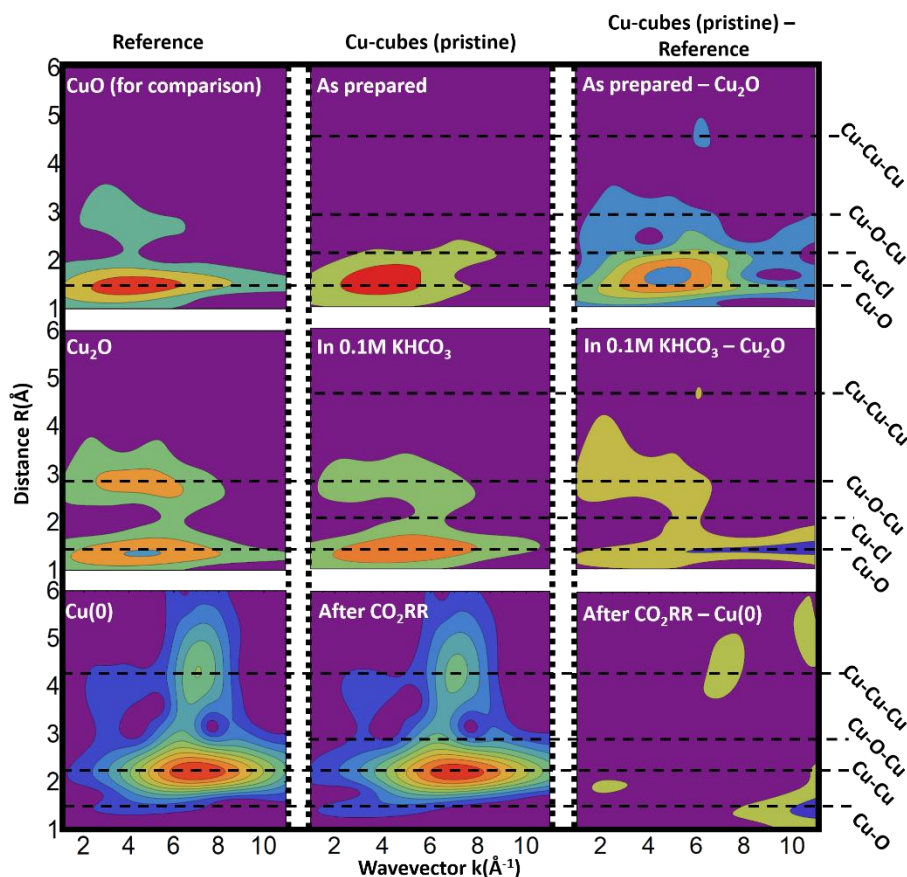 Reference
Cu-cubes (pristine)
Cu-cubes (pristine) –
Reference
6
CuO (for comparison)
As prepared
As prepared – Cu₂O
5
4
3
2
1
Cu-Cu-Cu
Cu-O-Cu
Cu-Cl
Cu-O
6
Cu₂O
In 0.1M KHCO₃
In 0.1M KHCO₃ – Cu₂O
5
4
3
2
1
Distance R(Å)
Cu-Cu-Cu
Cu-O-Cu
Cu-Cl
Cu-O
6
Cu(0)
After CO₂RR
After CO₂RR – Cu(0)
5
4
3
2
1
Cu-Cu-Cu
Cu-O-Cu
Cu-Cu
Cu-O
2 4 6 8 10 2 4 6 8 10 2 4 6 8 10
Wavevector k(Å⁻¹)